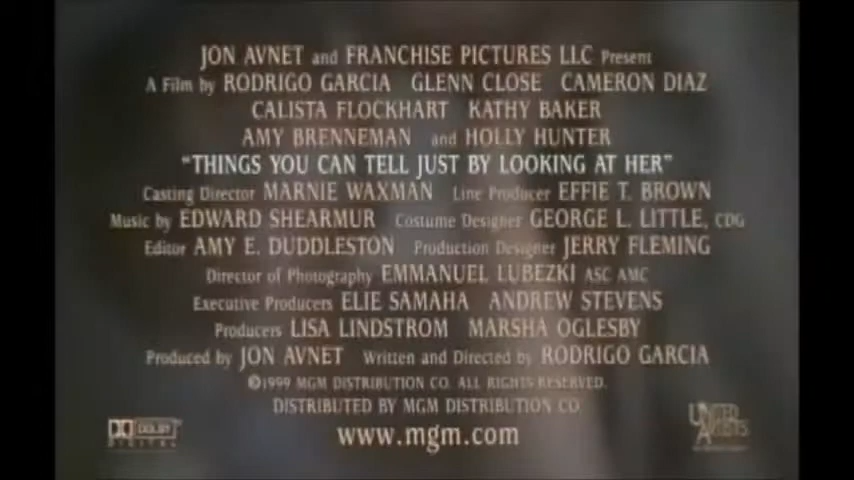 JON AVNET and FRANCHISE PICTURES LLC Present
A Film by RODRIGO GARCIA GLENN CLOSE CAMERON DIAZ
CALISTA FLOCKHART KATHY BAKER
AMY BRENNEMAN and HOLLY HUNTER
"THINGS YOU CAN TELL JUST BY LOOKING AT HER"
Casting Director MARNIE WAXMAN Line Producer EFFIE T. BROWN
Music by EDWARD SHEARMUR Costume Designer GEORGE L. LITTLE, CDG
Editor AMY E. DUDDLESTON Production Designer JERRY FLEMING
Director of Photography EMMANUEL LUBEZKI ASC AMC
Executive Producers ELIE SAMAHA ANDREW STEVENS
Producers LISA LINDSTROM MARSHA OGLESBY
Produced by JON AVNET Written and Directed by RODRIGO GARCIA
©1999 MGM DISTRIBUTION CO. ALL RIGHTS RESERVED.
DISTRIBUTED BY MGM DISTRIBUTION CO
DOLBY DIGITAL
www.mgm.com
UNITED ARTISTS